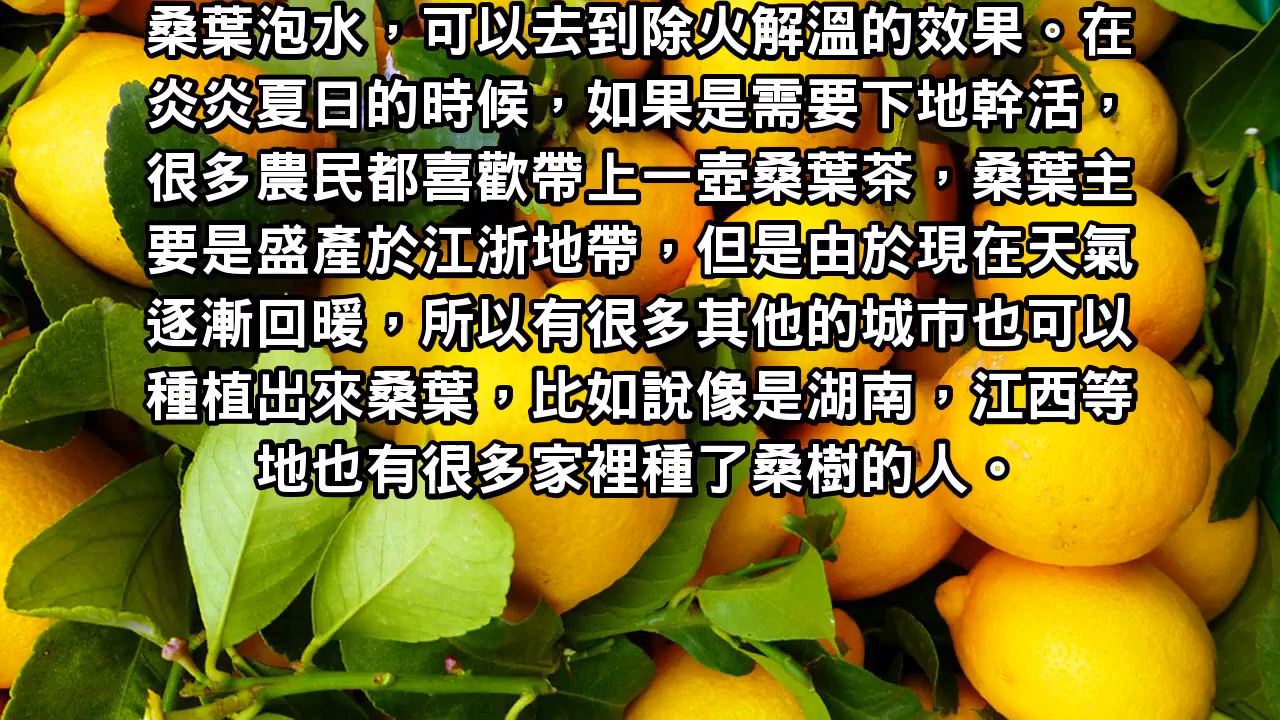 桑葉泡水，可以去到除火解溫的效果。在
炎炎夏日的時候，如果是需要下地幹活，
很多農民都喜歡帶上一壺桑葉茶，桑葉主
要是盛產於江浙地帶，但是由於現在天氣
逐漸回暖，所以有很多其他的城市也可以
種植出來桑葉，比如說像是湖南，江西等
地也有很多家裡種了桑樹的人。